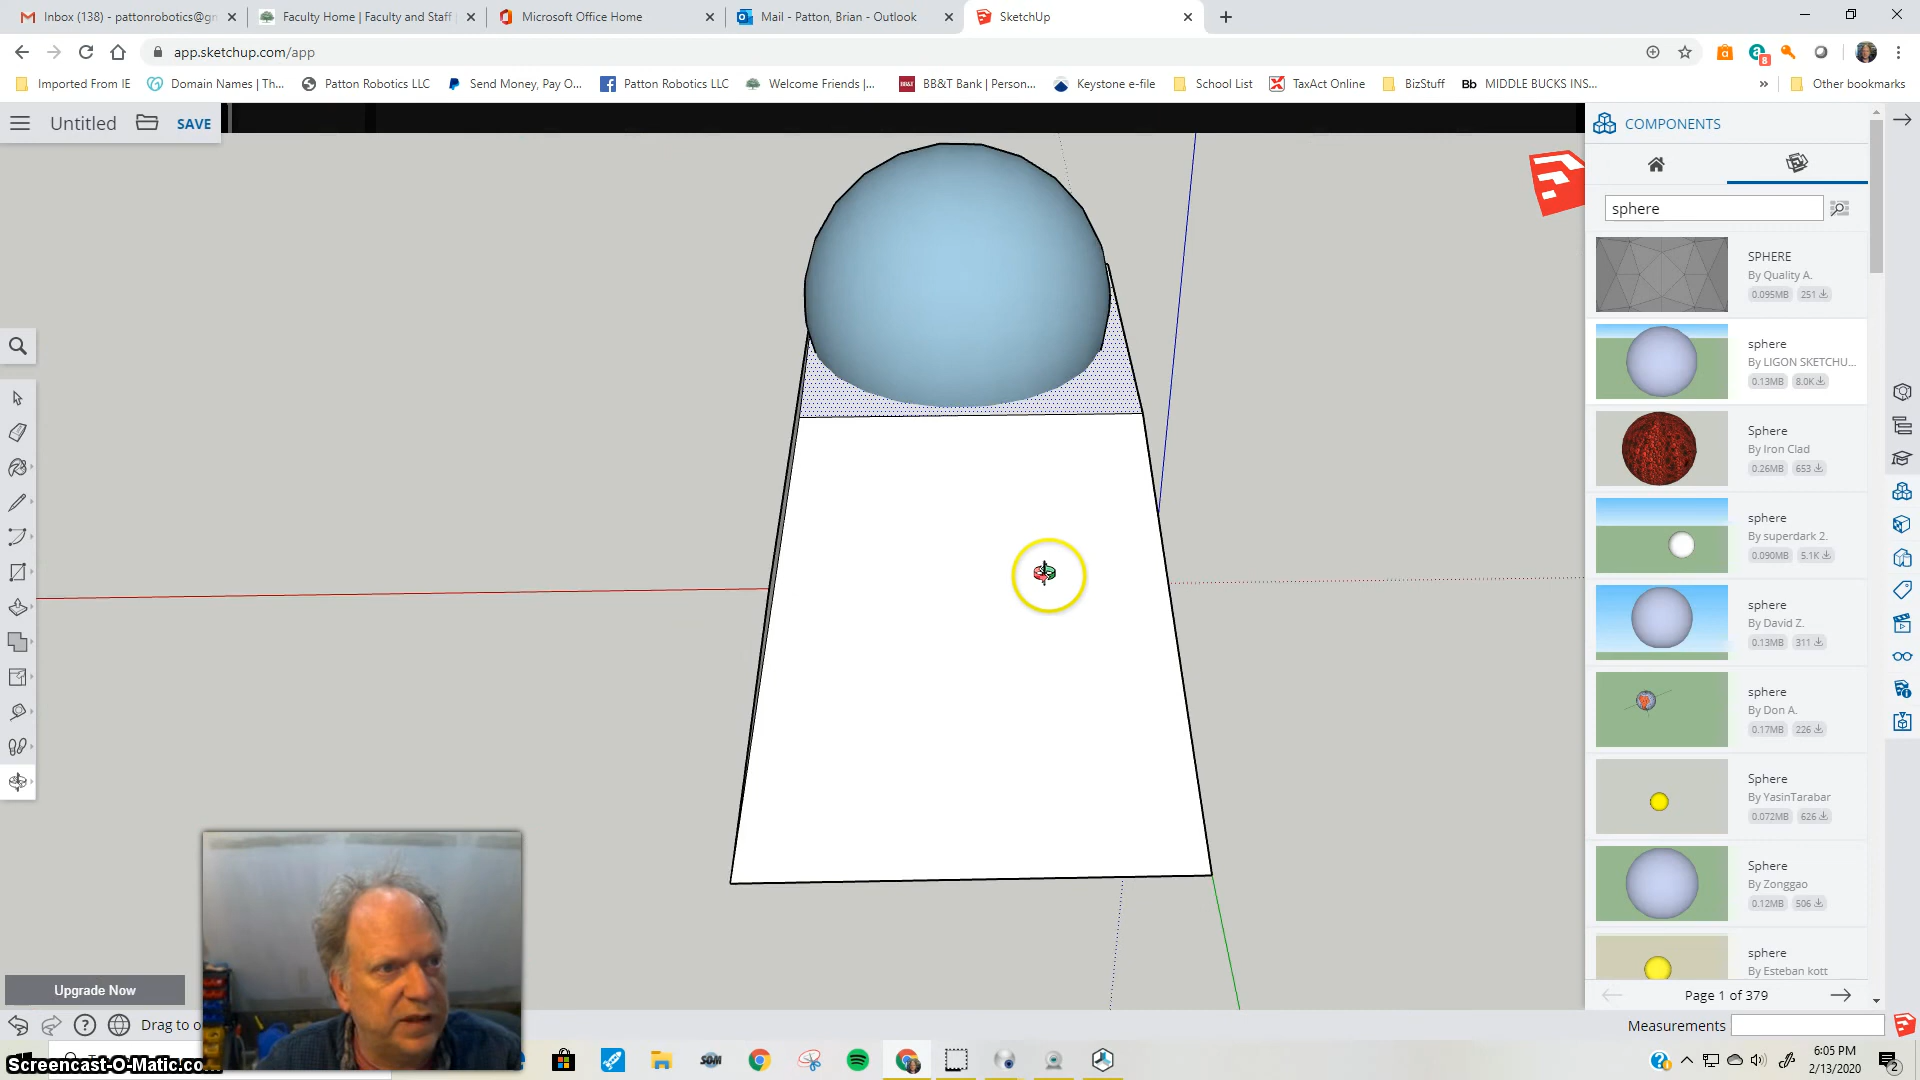 Inbox (138) - pattonrobotics@gm
Faculty Home | Faculty and Staff
Microsoft Office Home
Mail - Patton, Brian - Outlook
SketchUp
app.sketchup.com/app
8
Imported From IE
Domain Names | Th...
Patton Robotics LLC
Send Money, Pay O...
Patton Robotics LLC
Welcome Friends |...
BB&T Bank | Person...
Keystone e-file
School List
TaxAct Online
BizStuff
Bb MIDDLE BUCKS INS...
»
Other bookmarks
Untitled
SAVE
COMPONENTS
sphere
SPHERE
By Quality A.
0.095MB 251
sphere
By LIGON SKETCHU...
0.13MB 8.0K
Sphere
By Iron Clad
0.26MB 653
sphere
By superdark 2.
0.090MB 5.1K
sphere
By David Z.
0.13MB 311
sphere
By Don A.
0.17MB 226
Sphere
By YasinTarabar
0.072MB 626
Sphere
By Zonggao
0.12MB 506
sphere
By Esteban kott
Page 1 of 379
Upgrade Now
Drag to o
Measurements
Screencast-O-Matic.co
SOM
6:05 PM
2/13/2020
2